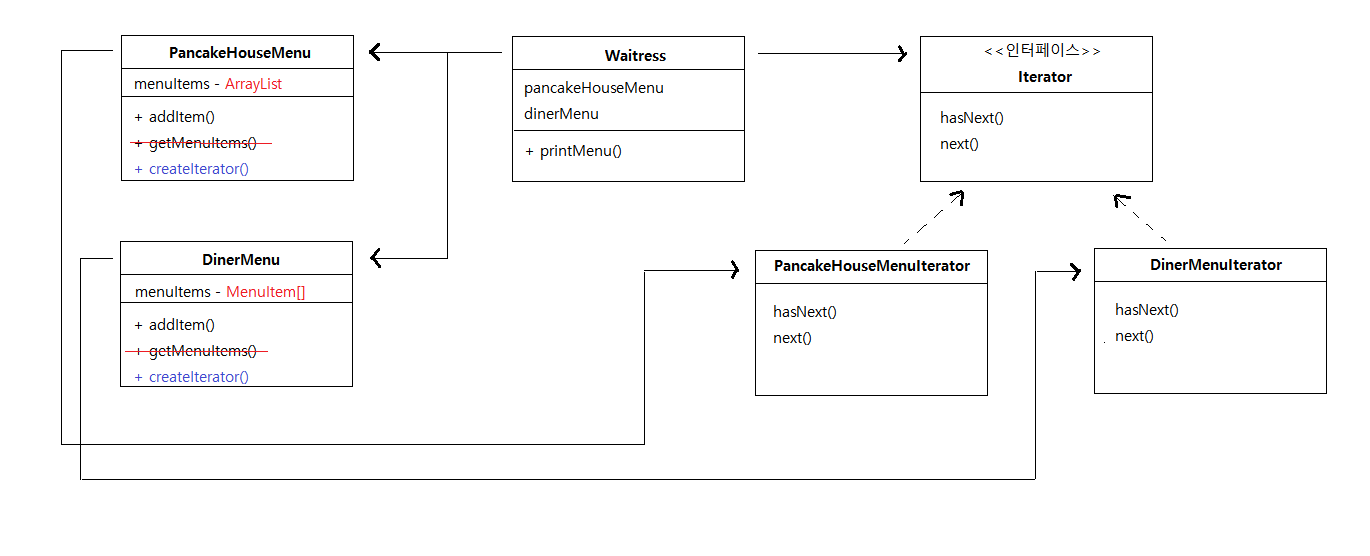 PancakeHouseMenu
menuItems - ArrayList
+ addItem()
+ getMenuItems()
+ createIterator()
Waitress
pancakeHouseMenu
dinerMenu
+ printMenu()
<<인터페이스>>
Iterator
hasNext()
next()
DinerMenu
menuItems - MenuItem[]
+ addItem()
+ getMenuItems()
+ createIterator()
PancakeHouseMenuIterator
hasNext()
next()
DinerMenuIterator
hasNext()
next()